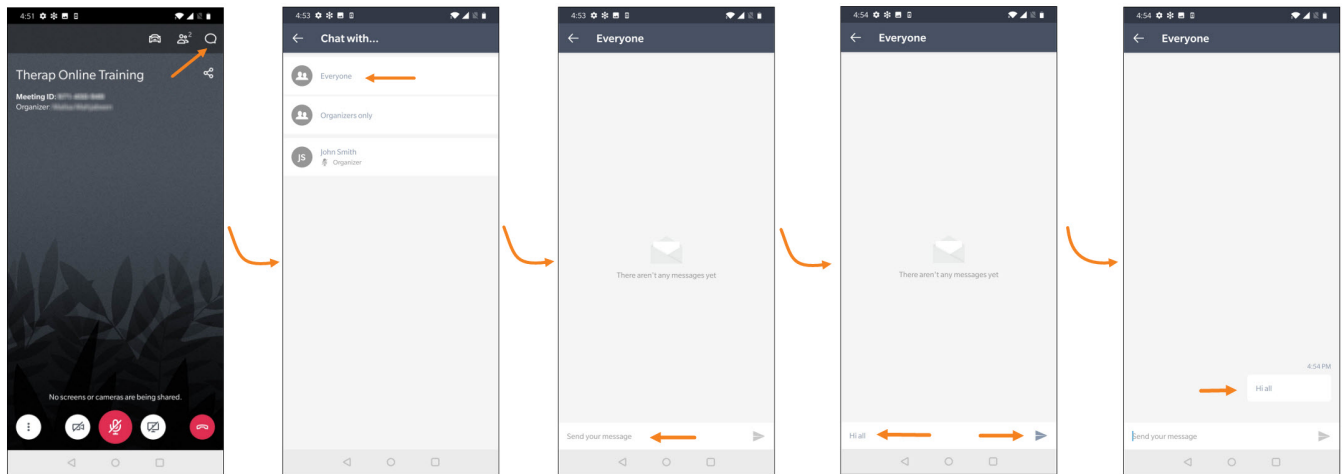 4:51
2
Therap Online Training
Meeting ID:
Organizer:
No screens or cameras are being shared.
4:53
Chat with...
Everyone
Organizers only
JS
John Smith
Organizer
4:53
Everyone
There aren't any messages yet
Send your message
4:54
Everyone
There aren't any messages yet
Hi all
4:54
Everyone
4:54 PM
Hi all
Send your message